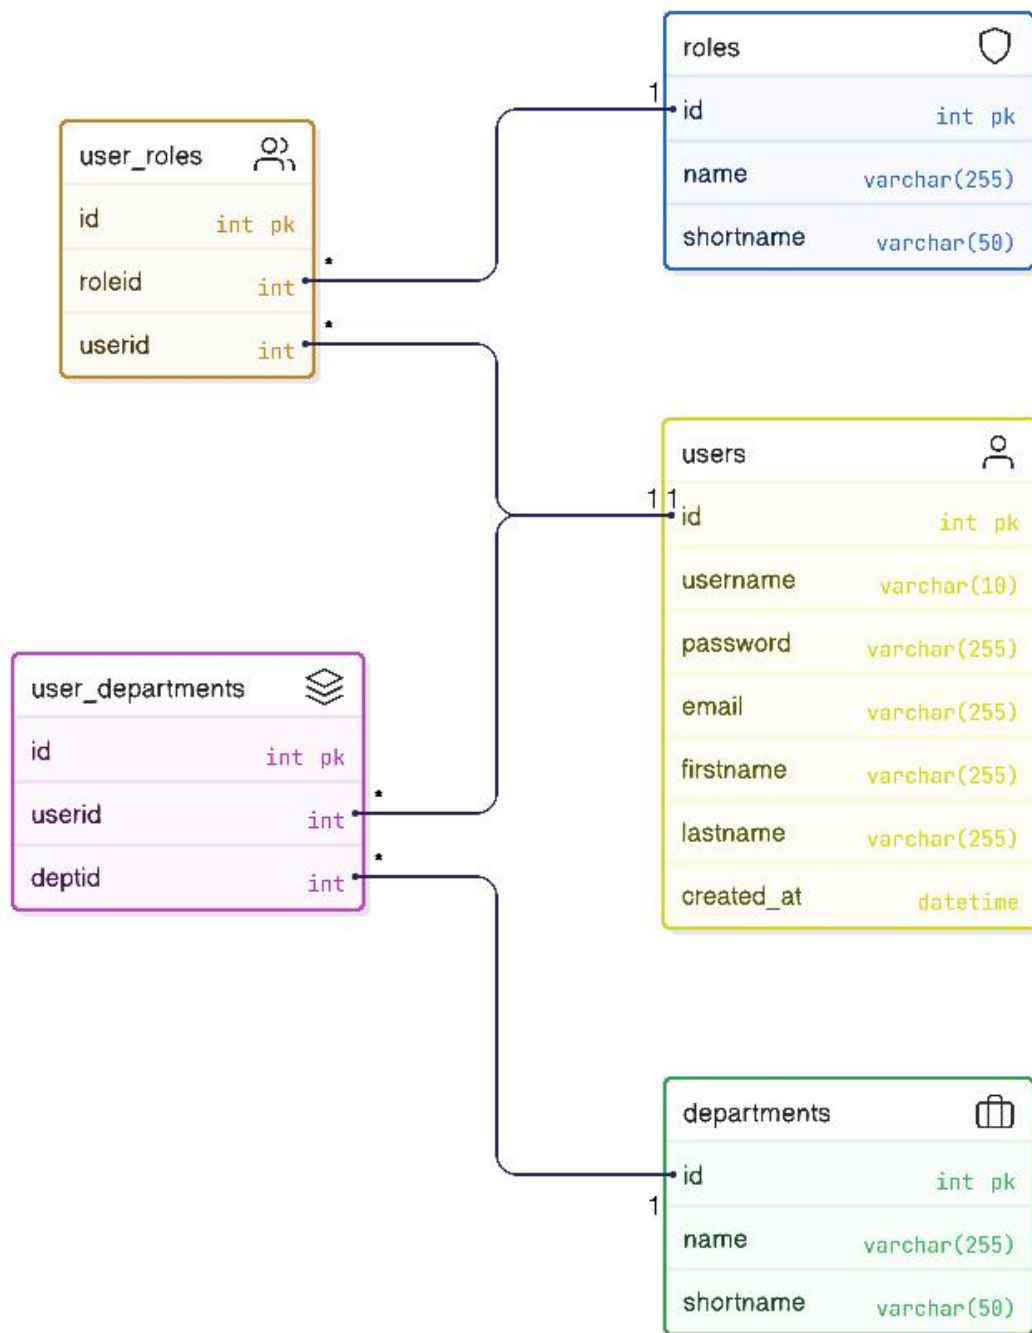 roles
1
id int pk
name varchar(255)
shortname varchar(50)
user_roles
id int pk
*
roleid int
*
userid int
users
1 1
id int pk
username varchar(10)
password varchar(255)
email varchar(255)
firstname varchar(255)
lastname varchar(255)
created_at datetime
user_departments
id int pk
*
userid int
*
deptid int
departments
id int pk
1
name varchar(255)
shortname varchar(50)